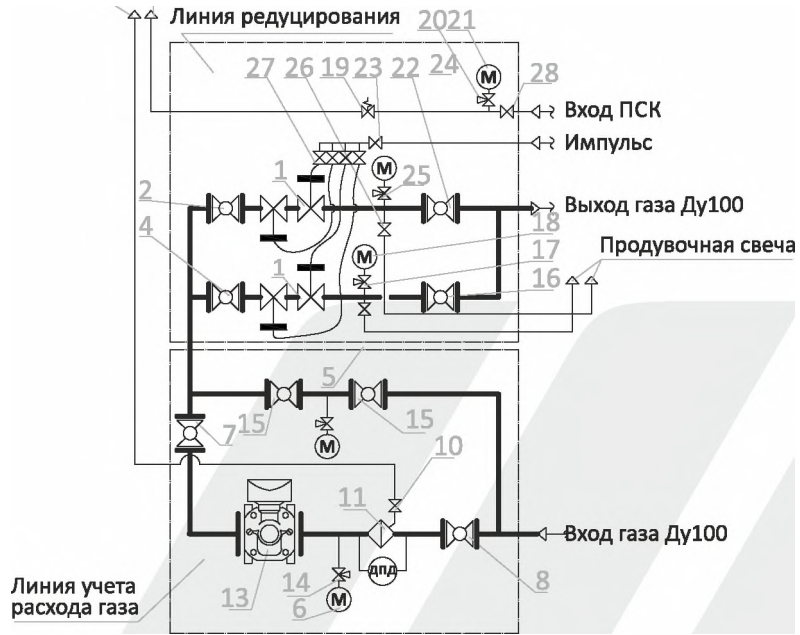 Линия редуцирования
2021
М
27 26 19 23 24 22 28
Вход ПСК
Импульс
М
2 1 25
Выход газа Ду100
18
4 М 17
Продувочная свеча
1 16
5
15 15
7 М 10
11
Вход газа Ду100
дпд
14 8
Линия учета
расхода газа
13 6 М